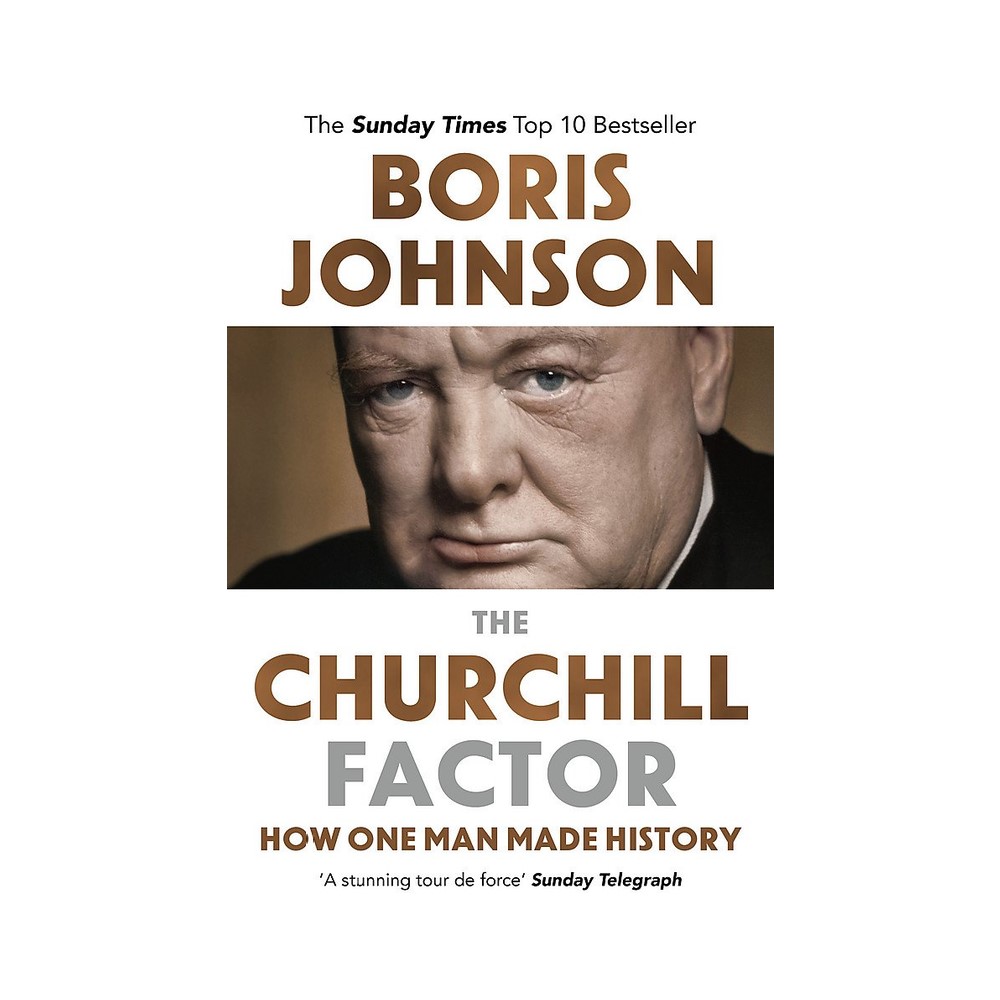 The Sunday Times Top 10 Bestseller
BORIS
JOHNSON
THE
CHURCHILL
FACTOR
HOW ONE MAN MADE HISTORY
‘A stunning tour de force’ Sunday Telegraph